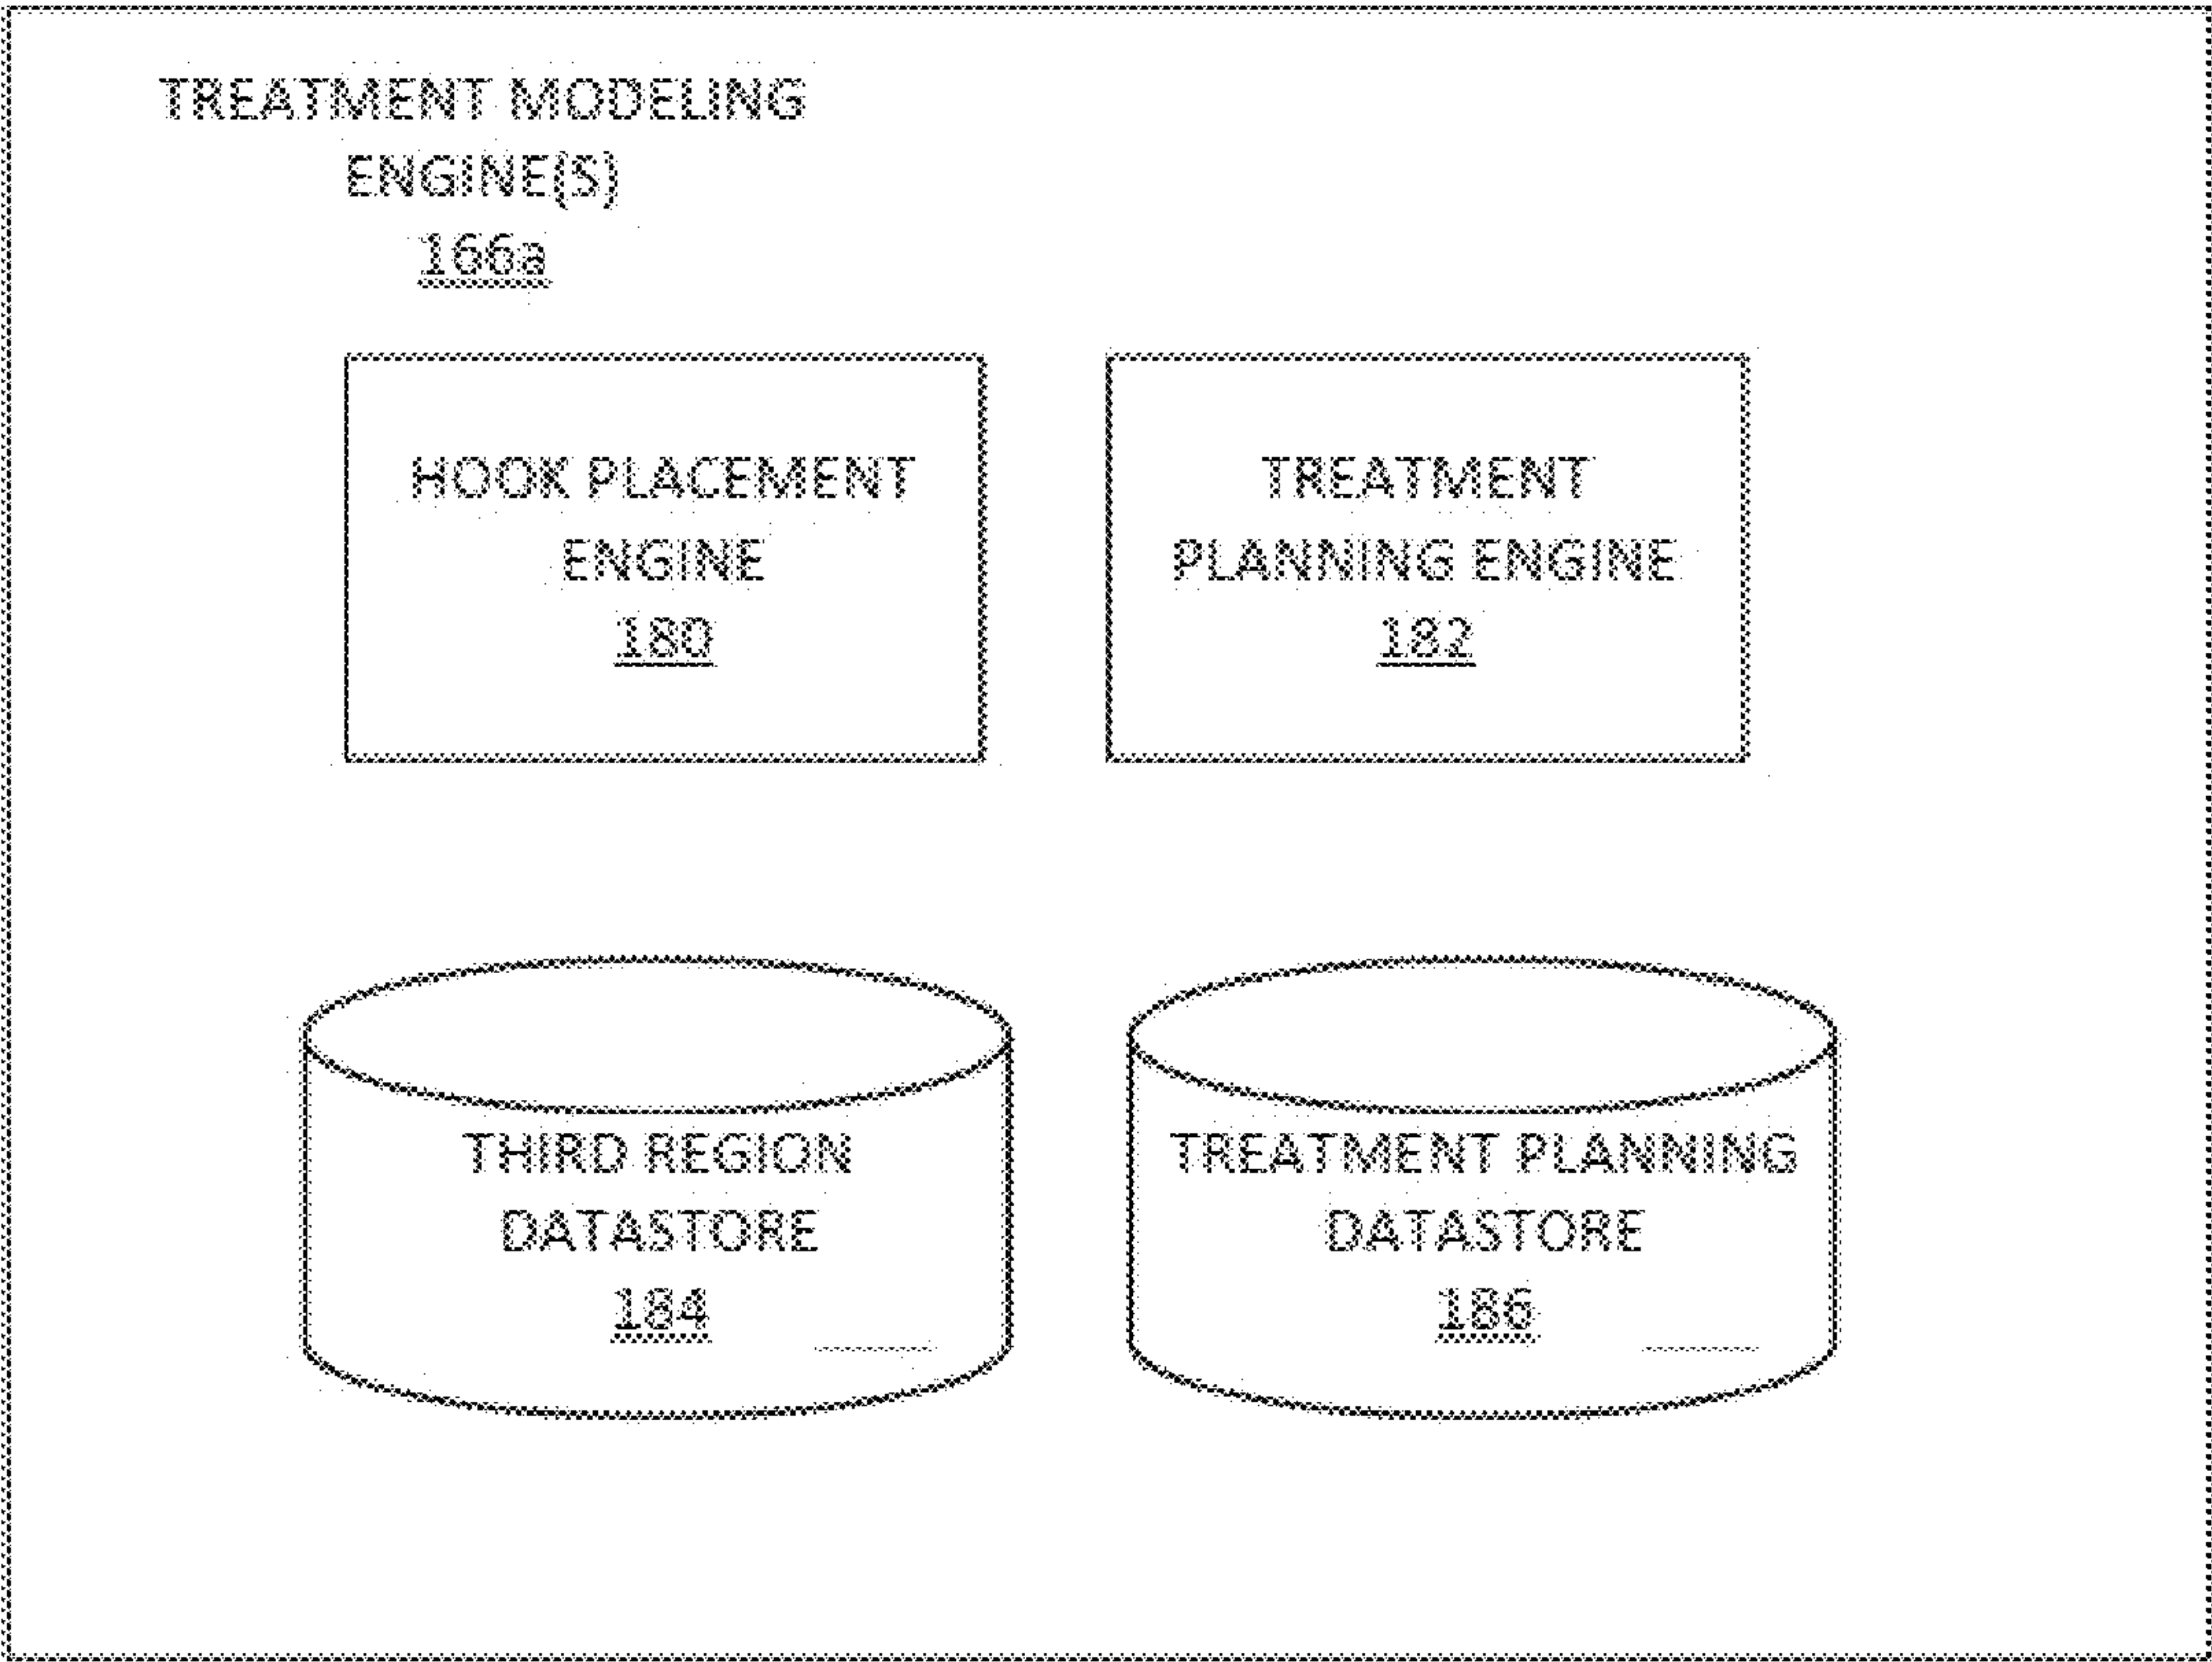 TREATMENT MODELING
ENGINE(S)
166a
HOOK PLACEMENT
ENGINE
180
TREATMENT
PLANNING ENGINE
182
THIRD REGION
DATASTORE
184
TREATMENT PLANNING
DATASTORE
186